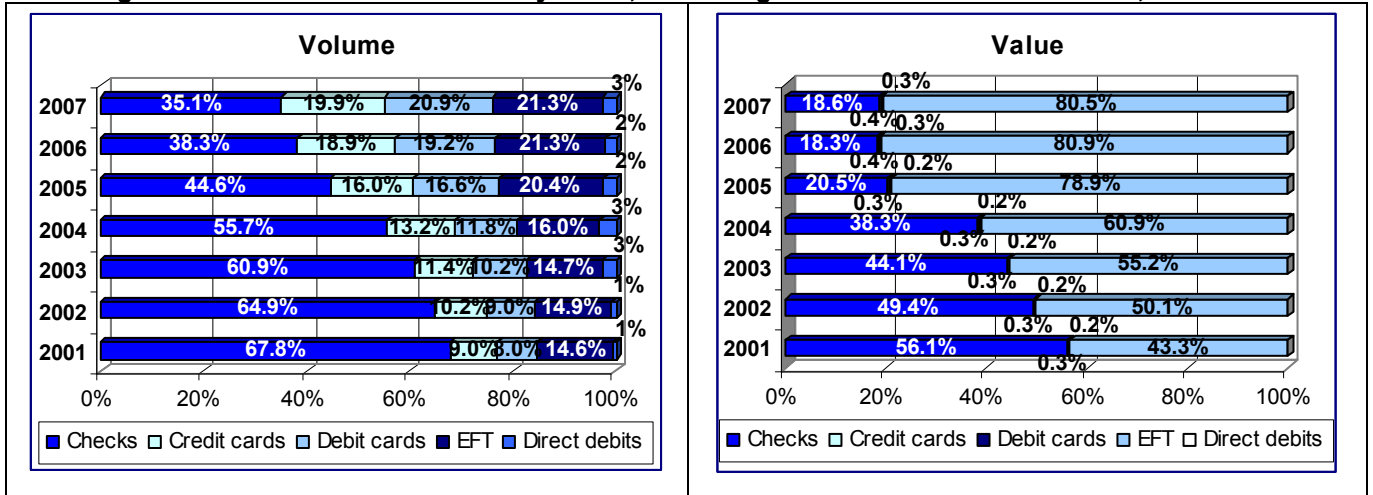 Volume
3%
2007 35.1% 19.9% 20.9% 21.3%
2%
2006 38.3% 18.9% 19.2% 21.3%
2%
2005 44.6% 16.0% 16.6% 20.4%
3%
2004 55.7% 13.2% 11.8% 16.0%
3%
2003 60.9% 11.4% 10.2% 14.7%
1%
2002 64.9% 10.2% 9.0% 14.9%
1%
2001 67.8% 9.0% 8.0% 14.6%
0% 20% 40% 60% 80% 100%
Checks Credit cards Debit cards EFT Direct debits
Value
0.3%
2007 18.6% 80.5%
0.4% 0.3%
2006 18.3% 80.9%
0.4% 0.2%
2005 20.5% 78.9%
0.3% 0.2%
2004 38.3% 60.9%
0.3% 0.2%
2003 44.1% 55.2%
0.3% 0.2%
2002 49.4% 50.1%
0.3% 0.2%
2001 56.1% 43.3%
0.3%
0% 20% 40% 60% 80% 100%
Checks Credit cards Debit cards EFT Direct debits